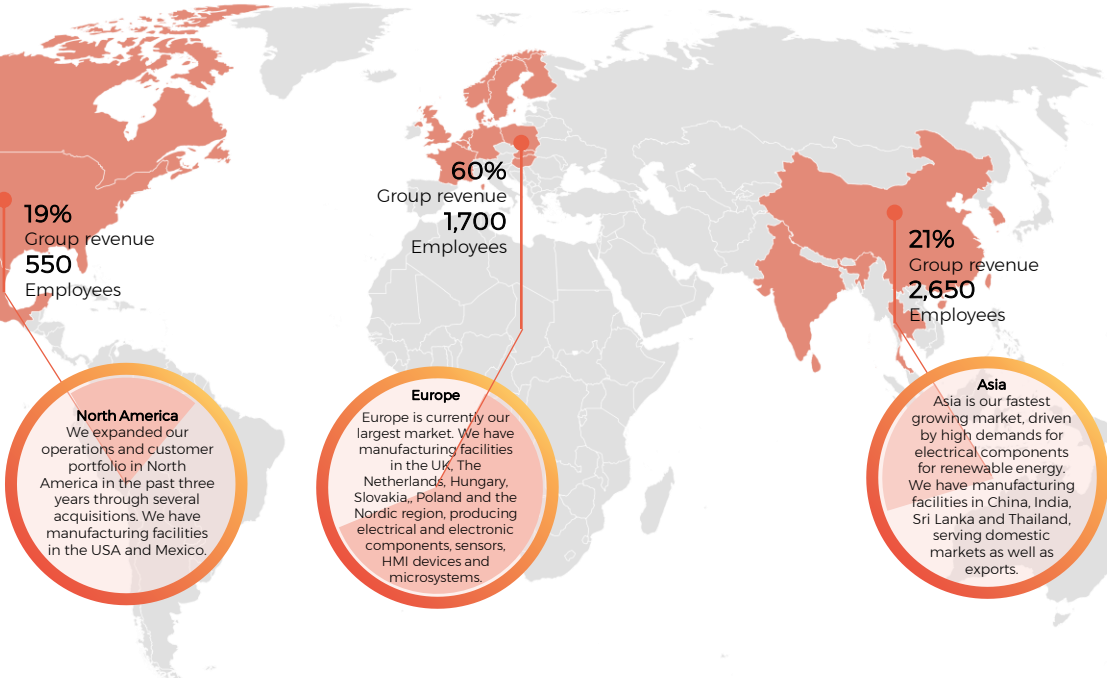 19%
Group revenue
550
Employees
North America
We expanded our
operations and customer
portfolio in North
America in the past three
years through several
acquisitions. We have
manufacturing facilities
in the USA and Mexico.
60%
Group revenue
1,700
Employees
Europe
Europe is currently our
largest market. We have
manufacturing facilities
in the UK, The
Netherlands, Hungary,
Slovakia,, Poland and the
Nordic region, producing
electrical and electronic
components, sensors,
HMI devices and
microsystems.
21%
Group revenue
2,650
Employees
Asia
Asia is our fastest
growing market, driven
by high demands for
electrical components
for renewable energy.
We have manufacturing
facilities in China, India,
Sri Lanka and Thailand,
serving domestic
markets as well as
exports.